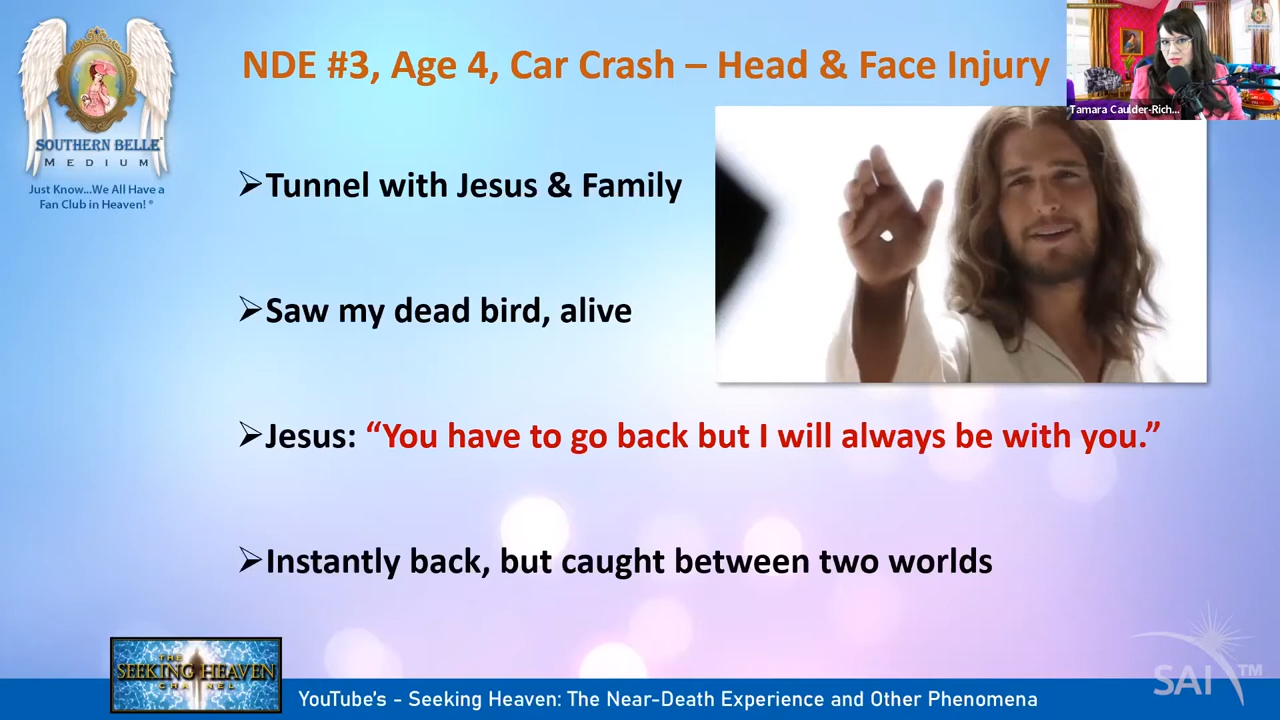 NDE #3, Age 4, Car Crash – Head & Face Injury
Tamara Caulder-Rich...
SOUTHERN BELLE®
MEDIUM
Just Know...We All Have a
Fan Club in Heaven! ®
➢Tunnel with Jesus & Family
➢Saw my dead bird, alive
➢Jesus: “You have to go back but I will always be with you.”
➢Instantly back, but caught between two worlds
THE
SEEKING HEAVEN
CHANNEL
YouTube's - Seeking Heaven: The Near-Death Experience and Other Phenomena
SAI™